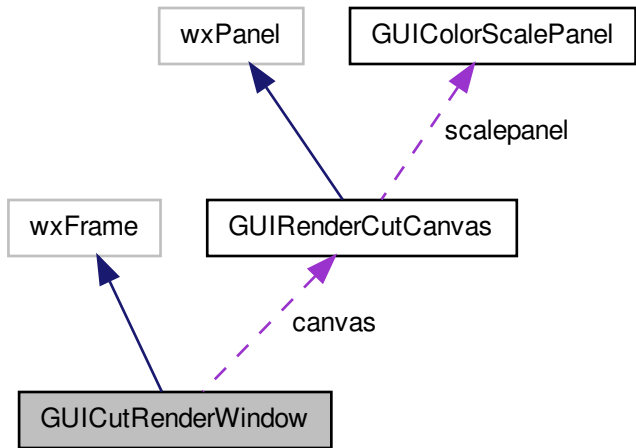 wxPanel
GUIColorScalePanel
scalepanel
wxFrame
GUIRenderCutCanvas
canvas
GUICutRenderWindow